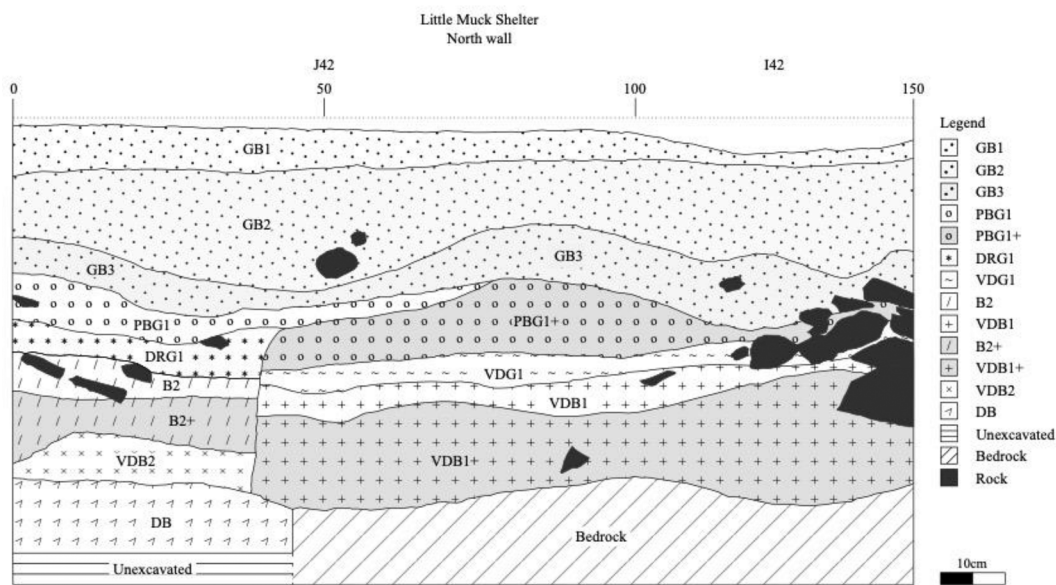 Little Muck Shelter
North wall
J42
I42
0
50
100
150
GB1
GB2
GB3
GB3
PBG1
PBG1+
DRG1
VDG1
B2
VDB1
B2+
VDB2
VDB1+
DB
Bedrock
Unexcavated
Legend
GB1
GB2
GB3
PBG1
PBG1+
DRG1
VDG1
B2
VDB1
B2+
VDB1+
VDB2
DB
Unexcavated
Bedrock
Rock
10cm